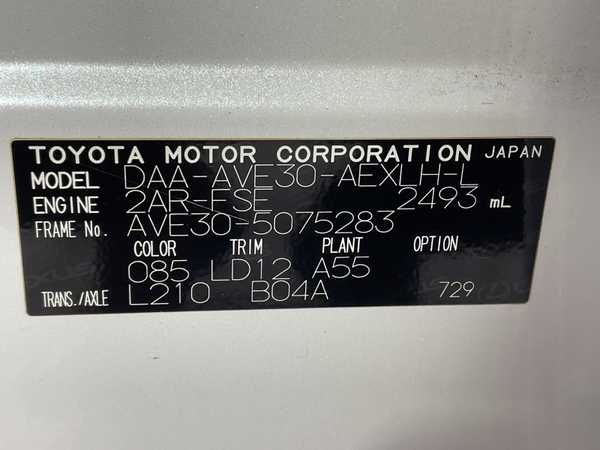 TOYOTA MOTOR CORPORATION JAPAN
MODEL DAA-AVE30-AEXLH-L
ENGINE 2AR-FSE 2493 mL
FRAME No. AVE30-5075283
COLOR TRIM PLANT OPTION
085 LD12 A55
TRANS./AXLE L210 B04A 729